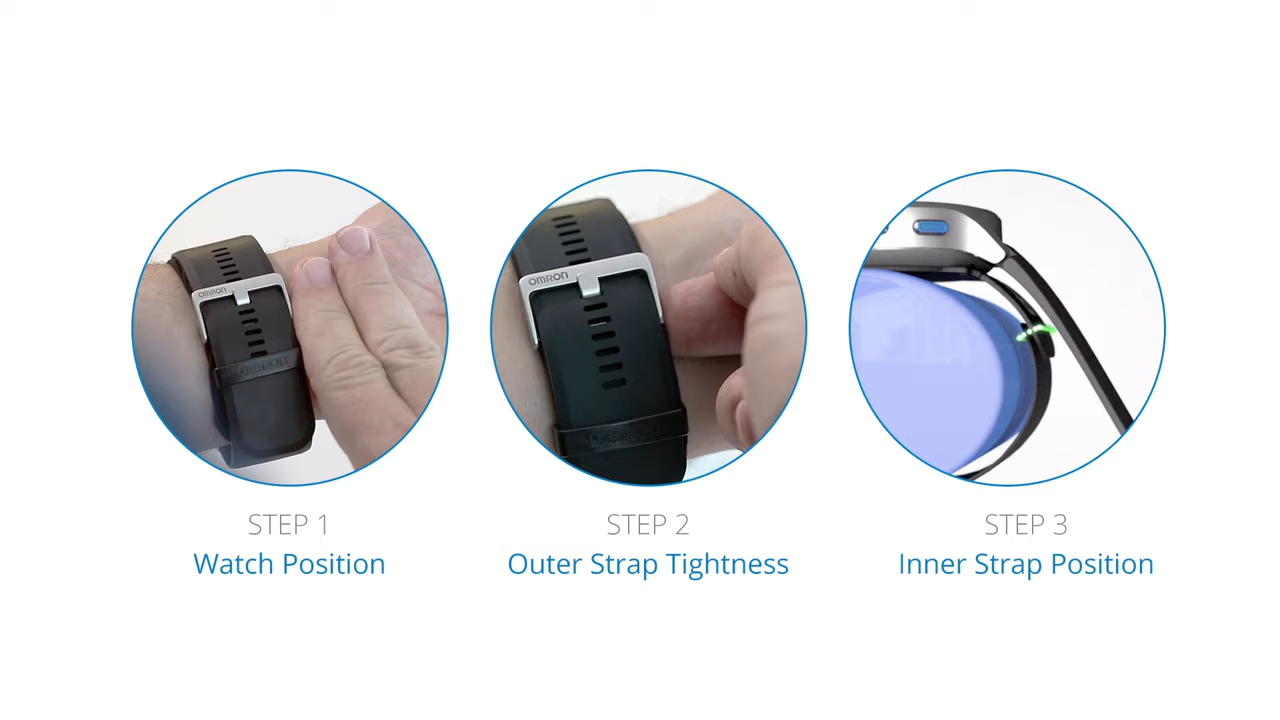 OMRON
OMRON
OMRON
STEP 1
Watch Position
STEP 2
Outer Strap Tightness
STEP 3
Inner Strap Position